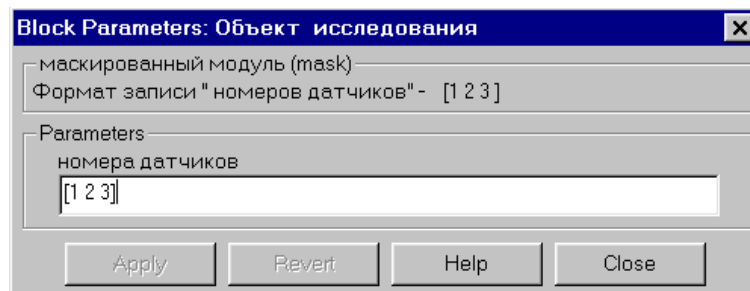 Block Parameters: Объект исследования
маскированный модуль (mask)
Формат записи " номеров датчиков" - [1 2 3 ]
Parameters
номера датчиков
[1 2 3]
Apply Revert Help Close